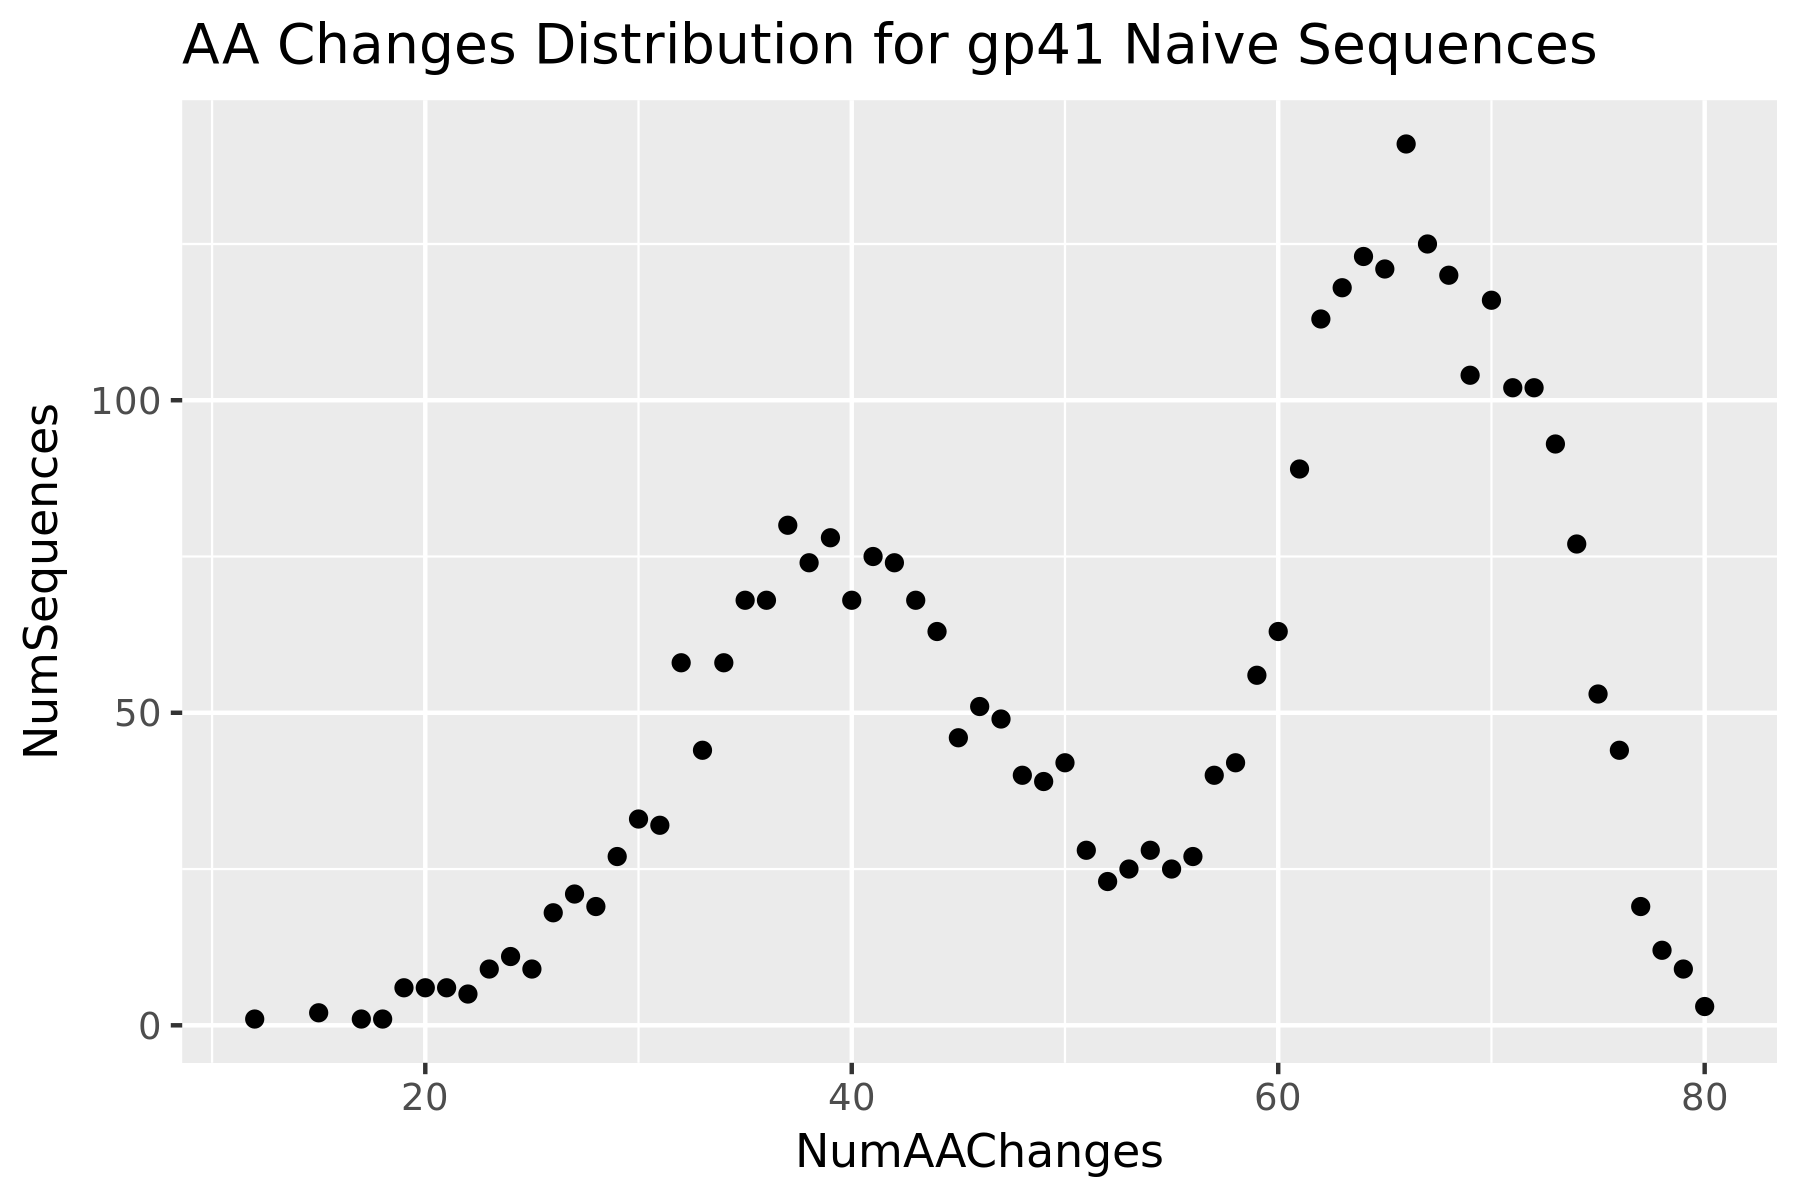 AA Changes Distribution for gp41 Naive Sequences
NumSequences
100
50
0
20 40 60 80
NumAAChanges